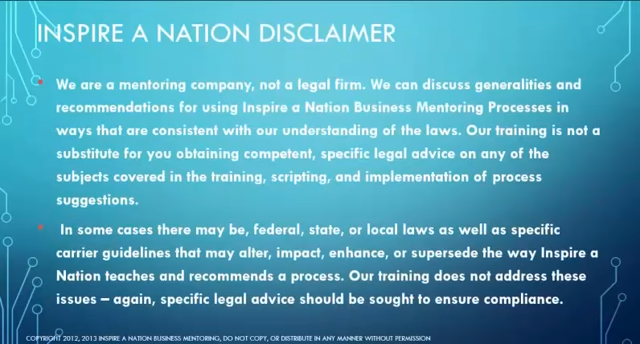 INSPIRE A NATION DISCLAIMER
We are a mentoring company, not a legal firm. We can discuss generalities and
recommendations for using Inspire a Nation Business Mentoring Processes in
ways that are consistent with our understanding of the laws. Our training is not a
substitute for you obtaining competent, specific legal advice on any of the
subjects covered in the training, scripting, and implementation of process
suggestions.
In some cases there may be, federal, state, or local laws as well as specific
carrier guidelines that may alter, impact, enhance, or supersede the way Inspire a
Nation teaches and recommends a process. Our training does not address these
issues – again, specific legal advice should be sought to ensure compliance.
COPYRIGHT 2012, 2013 INSPIRE A NATION BUSINESS MENTORING, DO NOT COPY, OR DISTRIBUTE IN ANY MANNER WITHOUT PERMISSION